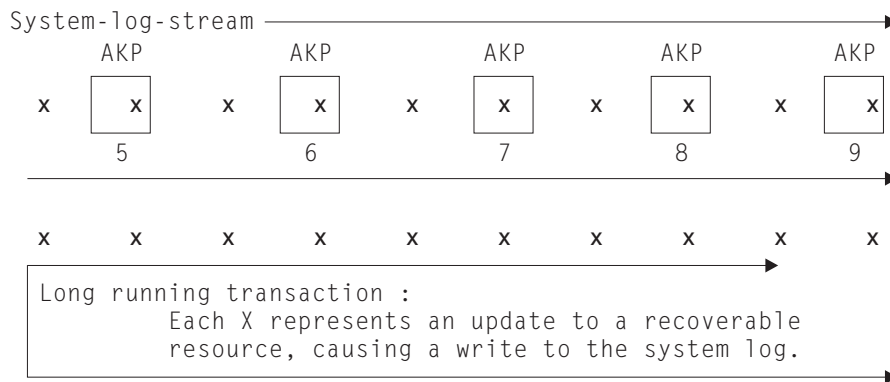 System-log-stream
AKP AKP AKP AKP AKP
x x x x x x x x x x
5 6 7 8 9
x x x x x x x x x x
Long running transaction :
Each X represents an update to a recoverable
resource, causing a write to the system log.